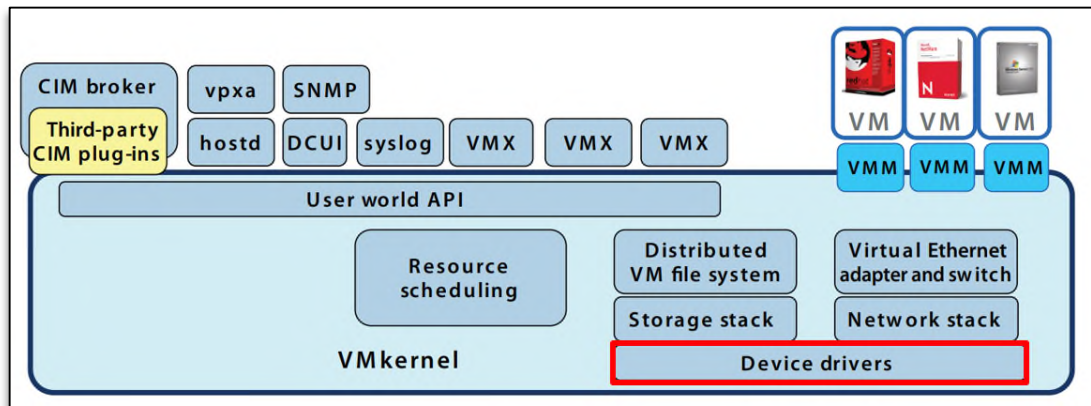 CIM broker
Third-party
CIM plug-ins
vpxa
SNMP
hostd
DCUI
syslog
VMX
VMX
VMX
redhat
N
VM
VM
VM
VMM
VMM
VMM
User world API
Resource
scheduling
Distributed
VM file system
Virtual Ethernet
adapter and switch
Storage stack
Network stack
VMkernel
Device drivers